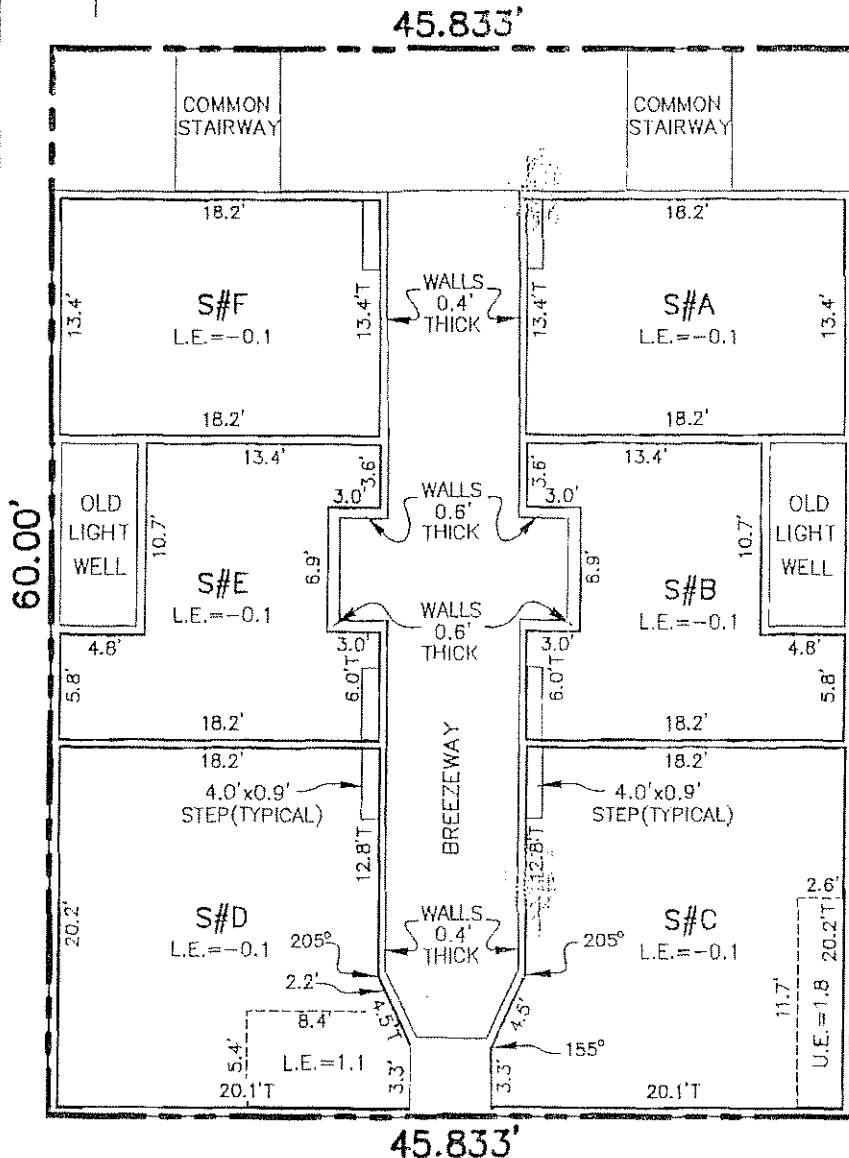 45.833'
COMMON
STAIRWAY
COMMON
STAIRWAY
18.2'
18.2'
13.4'
S#F
L.E.=-0.1
13.4'T
WALLS
0.4'
THICK
13.4'T
S#A
L.E.=-0.1
13.4'
18.2'
18.2'
60.00'
13.4'
3.6'
3.0'
WALLS
0.6'
THICK
3.6'
3.0'
13.4'
OLD
LIGHT
WELL
10.7'
S#E
L.E.=-0.1
6.9'
6.9'
S#B
L.E.=-0.1
10.7'
OLD
LIGHT
WELL
WALLS
0.6'
THICK
4.8'
3.0'
3.0'
4.8'
5.8'
6.0'T
6.0'T
5.8'
18.2'
18.2'
18.2'
18.2'
4.0'x0.9'
STEP(TYPICAL)
BREEZEWAY
4.0'x0.9'
STEP(TYPICAL)
12.8'T
12.8'T
20.2'
S#D
L.E.=-0.1
WALLS
0.4'
THICK
S#C
L.E.=-0.1
2.6'
20.2'T
205°
205°
2.2'
4.5'T
4.5'
11.7'
U.E.=1.8
8.4'
5.4'
L.E.=1.1
155°
20.1'T
3.3'
3.3'
20.1'T
45.833'